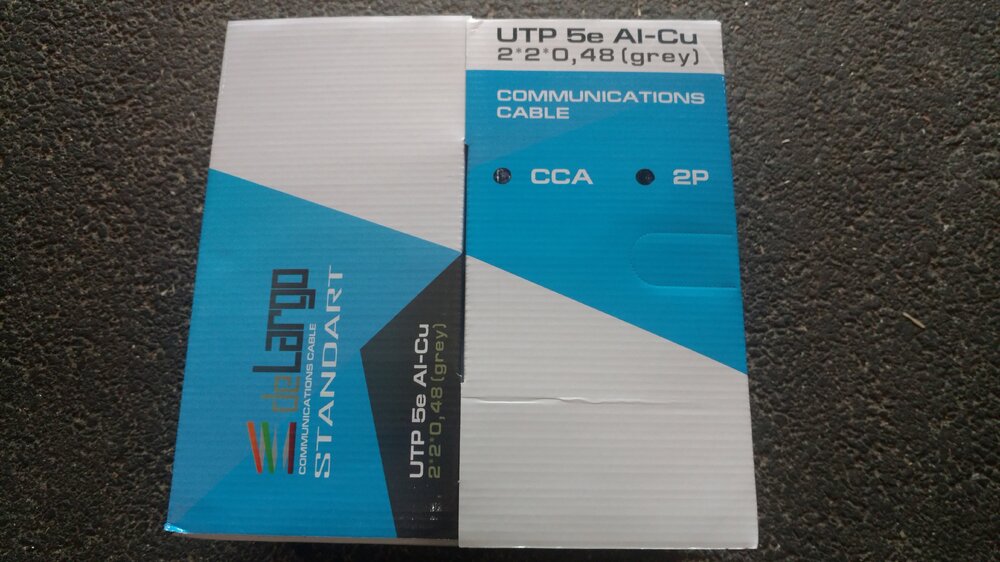 UTP 5e Al-Cu
2*2*0,48(grey)
COMMUNICATIONS
CABLE
CCA
2P
deLargo
COMMUNICATIONS CABLE
STANDART
UTP 5e Al-Cu
2*2*0,48(grey)